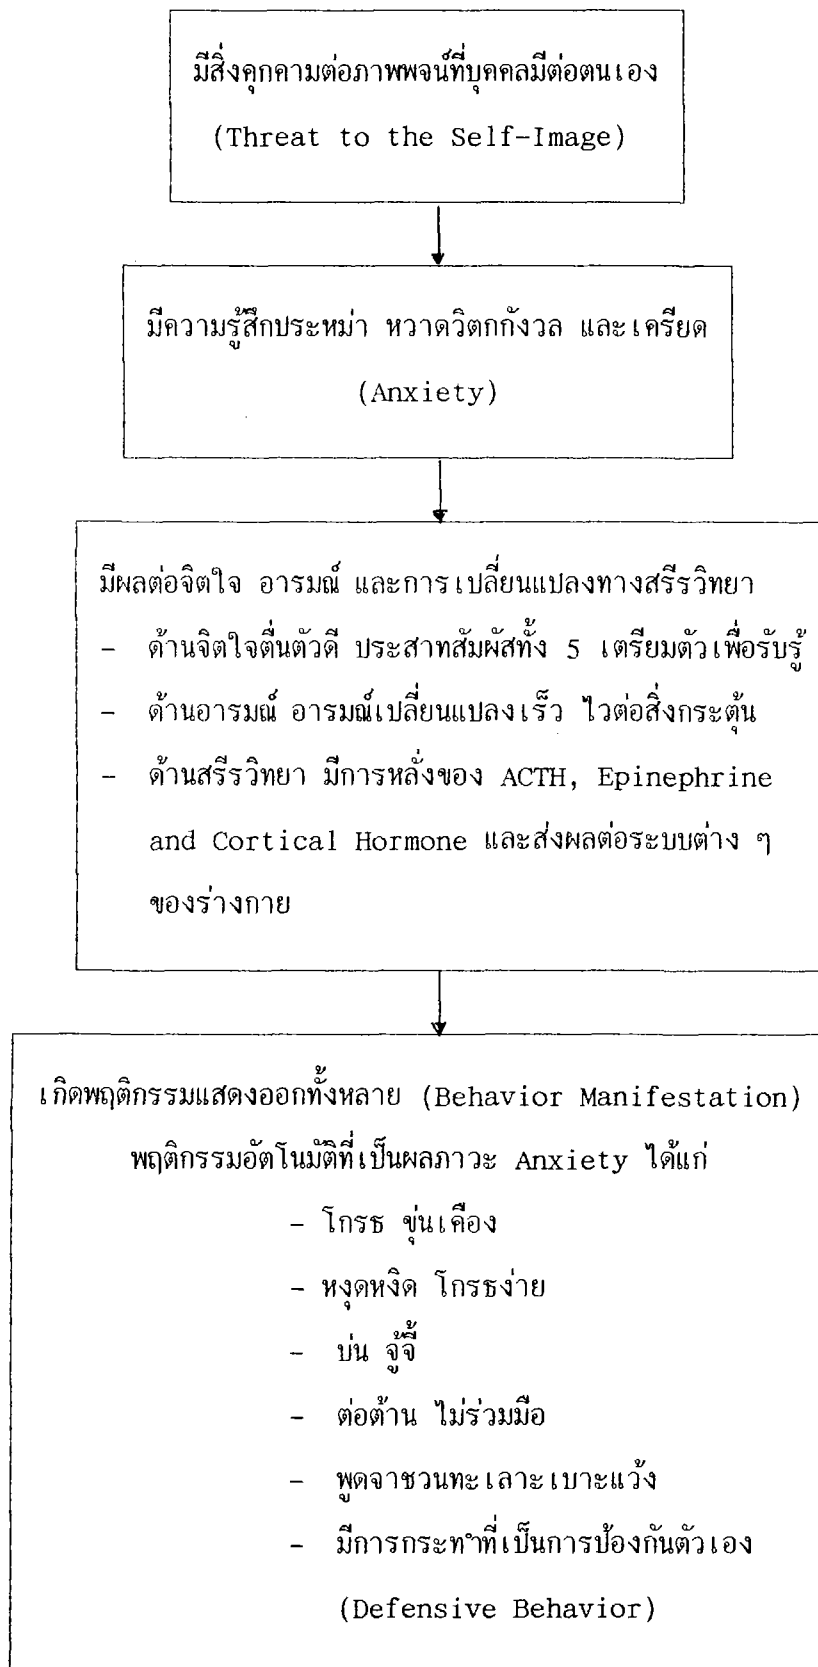 มีสิ่งคุกคามต่อภาพพจน์ที่บุคคลมีต่อตนเอง
(Threat to the Self-Image)
มีความรู้สึกประหม่า หวาดวิตกกังวล และเครียด
(Anxiety)
มีผลต่อจิตใจ อารมณ์ และการเปลี่ยนแปลงทางสรีรวิทยา
- ด้านจิตใจตื่นตัวดี ประสาทสัมผัสทั้ง 5 เตรียมตัวเพื่อรับรู้
- ด้านอารมณ์ อารมณ์เปลี่ยนแปลงเร็ว ไวต่อสิ่งกระตุ้น
- ด้านสรีรวิทยา มีการหลั่งของ ACTH, Epinephrine
and Cortical Hormone และส่งผลต่อระบบต่าง ๆ
ของร่างกาย
เกิดพฤติกรรมแสดงออกทั้งหลาย (Behavior Manifestation)
พฤติกรรมอัตโนมัติที่เป็นผลภาวะ Anxiety ได้แก่
- โกรธ ขุ่นเคือง
- หงุดหงิด โกรธง่าย
- บ่น จู้จี้
- ต่อต้าน ไม่ร่วมมือ
- พูดจาชวนทะเลาะเบาะแว้ง
- มีการกระทำที่เป็นการป้องกันตัวเอง
(Defensive Behavior)